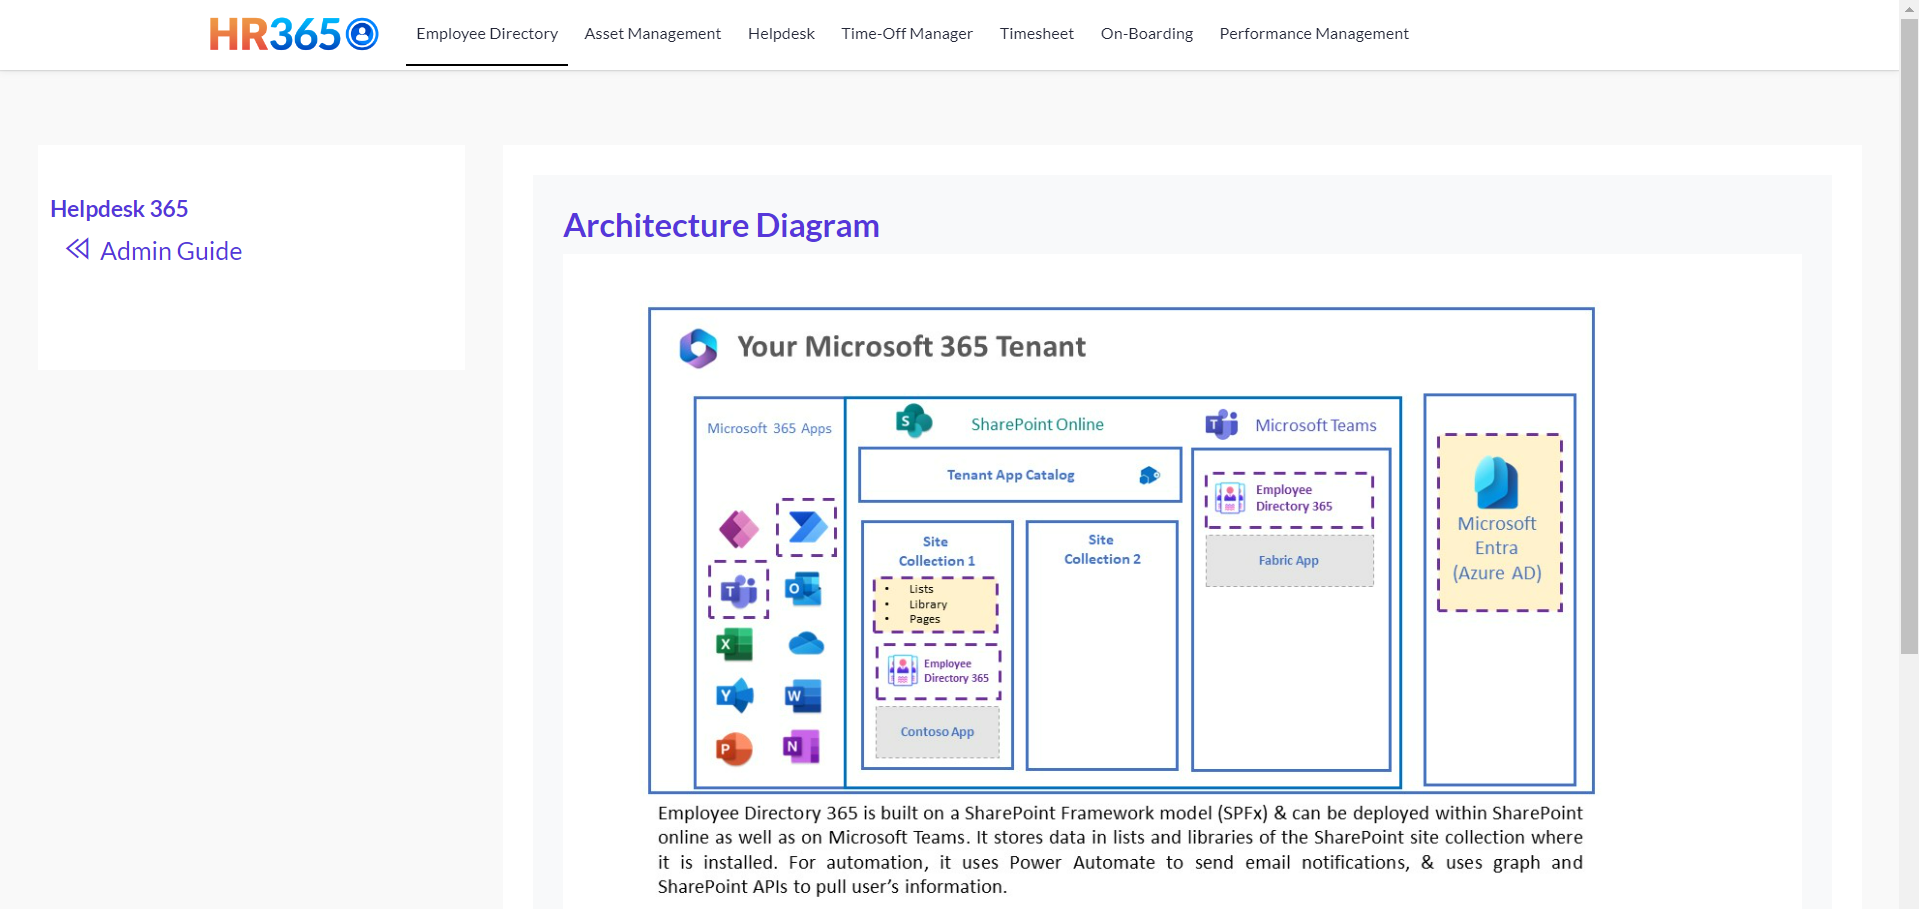 HR365
Employee Directory
Asset Management
Helpdesk
Time-Off Manager
Timesheet
On-Boarding
Performance Management
Helpdesk 365
Admin Guide
Architecture Diagram
Your Microsoft 365 Tenant
Microsoft 365 Apps
SharePoint Online
Microsoft Teams
Tenant App Catalog
Site
Collection 1
• Lists
• Library
• Pages
Employee
Directory 365
Contoso App
Site
Collection 2
Employee
Directory 365
Fabric App
Microsoft
Entra
(Azure AD)
S
T
T
O
X
Y
W
P
N
Employee Directory 365 is built on a SharePoint Framework model (SPFx) & can be deployed within SharePoint
online as well as on Microsoft Teams. It stores data in lists and libraries of the SharePoint site collection where
it is installed. For automation, it uses Power Automate to send email notifications, & uses graph and
SharePoint APIs to pull user’s information.